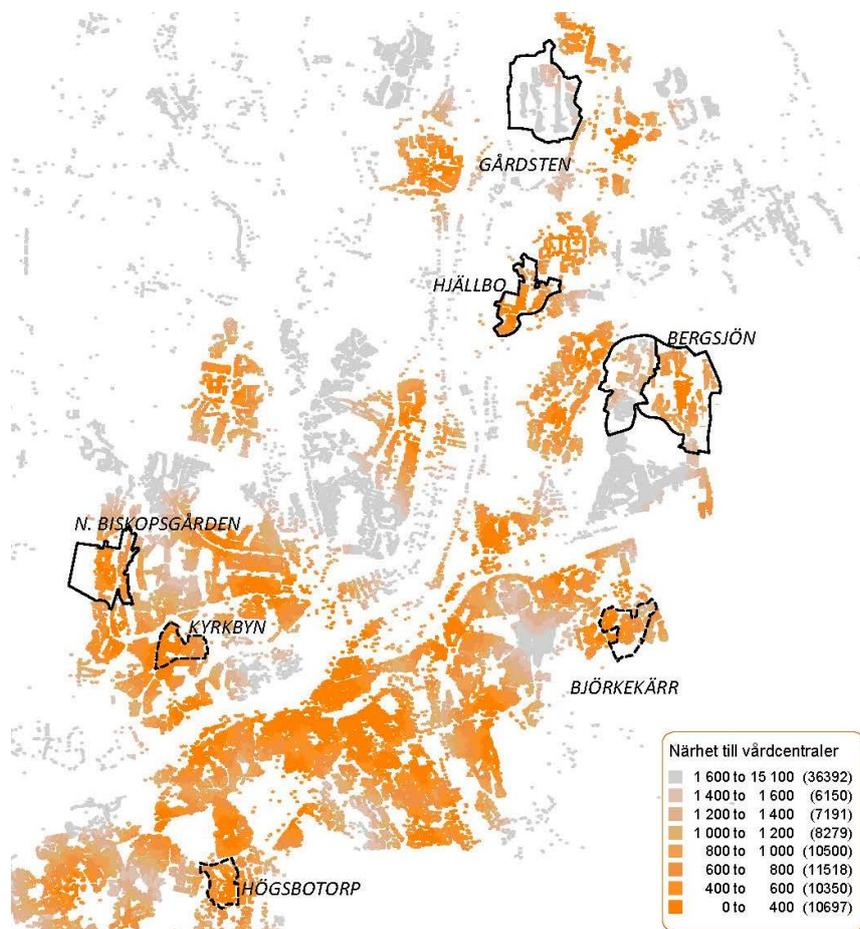 GÅRDSTEN
HJÄLLBO
BERGSJÖN
N. BISKOPSGÅRDEN
KYRKBYN
BJÖRKEKÄRR
HÖGSBOTORP
Närhet till vårdcentraler
1 600 to 15 100 (36392)
1 400 to 1 600 (6150)
1 200 to 1 400 (7191)
1 000 to 1 200 (8279)
800 to 1 000 (10500)
600 to 800 (11518)
400 to 600 (10350)
0 to 400 (10697)